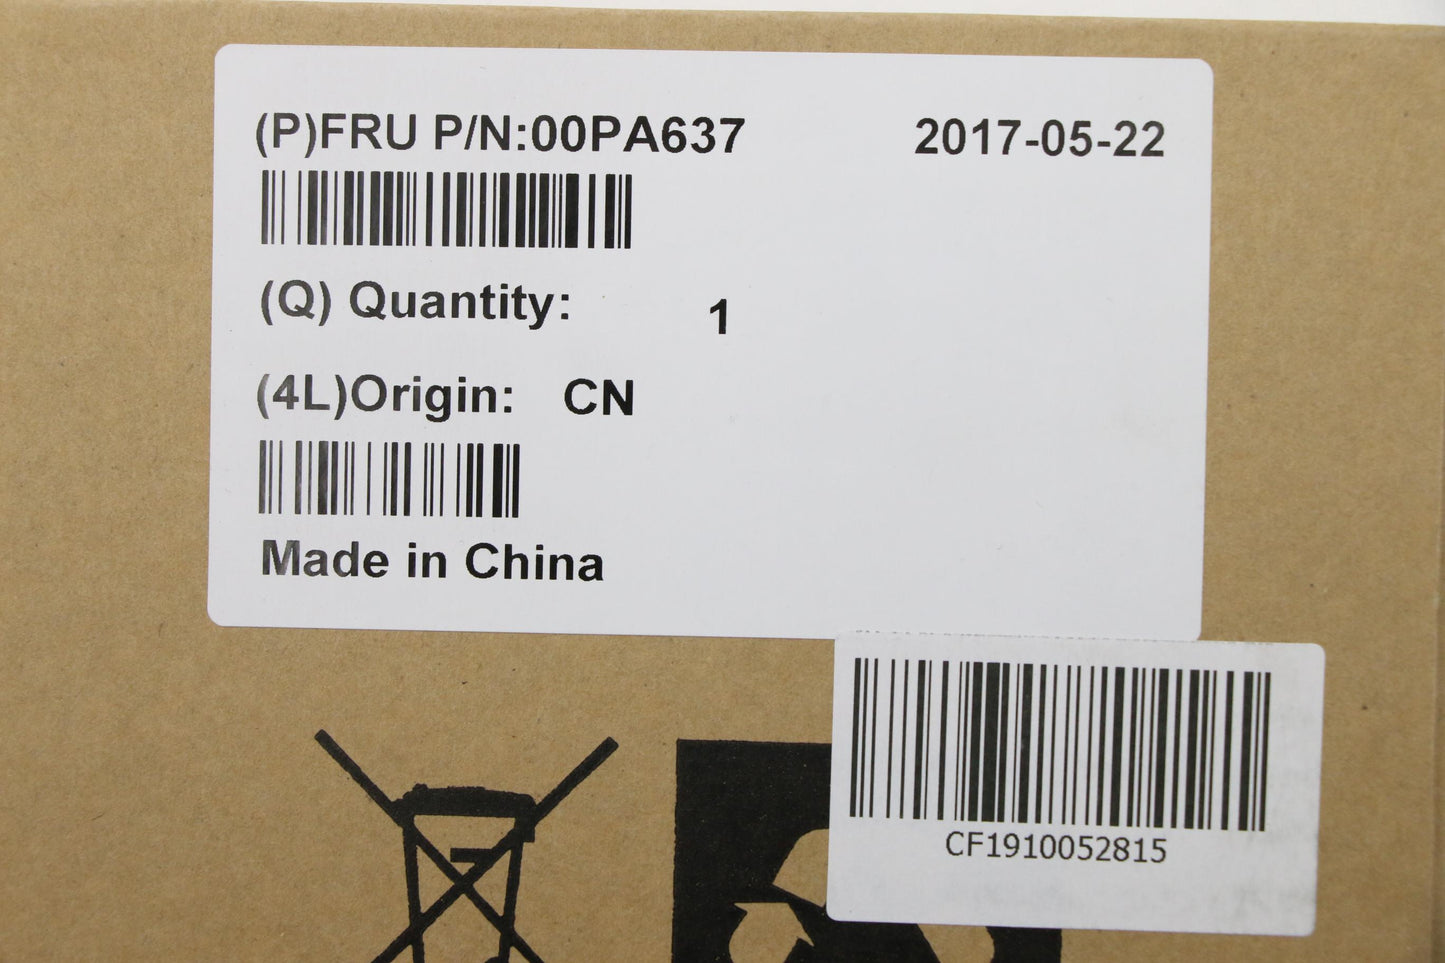 (P)FRU P/N:00PA637 2017-05-22
(Q) Quantity: 1
(4L)Origin: CN
Made in China
CF1910052815